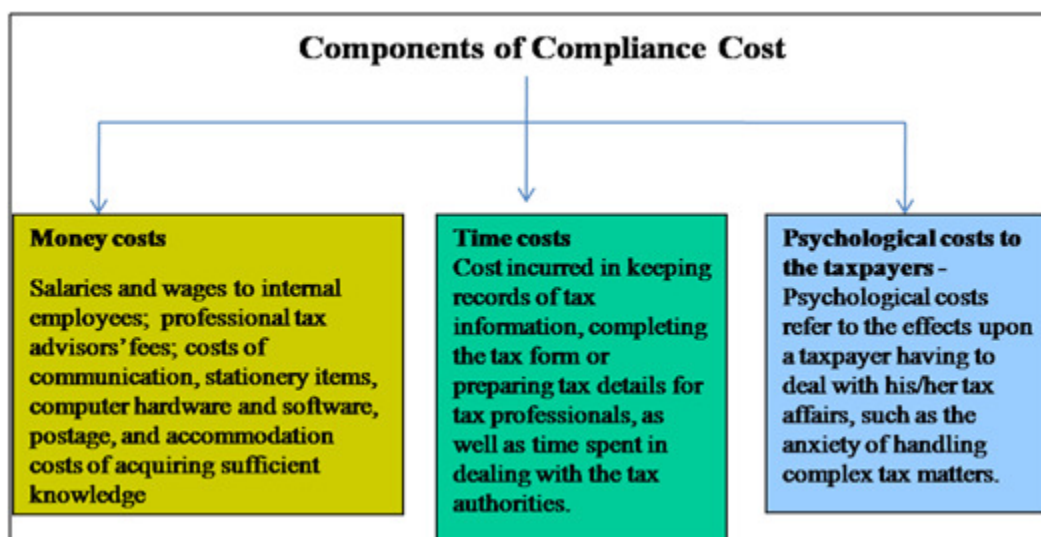 Components of Compliance Cost
Money costs
Salaries and wages to internal
employees; professional tax
advisors' fees; costs of
communication, stationery items,
computer hardware and software,
postage, and accommodation
costs of acquiring sufficient
knowledge
Time costs
Cost incurred in keeping
records of tax
information, completing
the tax form or
preparing tax details for
tax professionals, as
well as time spent in
dealing with the tax
authorities.
Psychological costs to
the taxpayers -
Psychological costs
refer to the effects upon
a taxpayer having to
deal with his/her tax
affairs, such as the
anxiety of handling
complex tax matters.